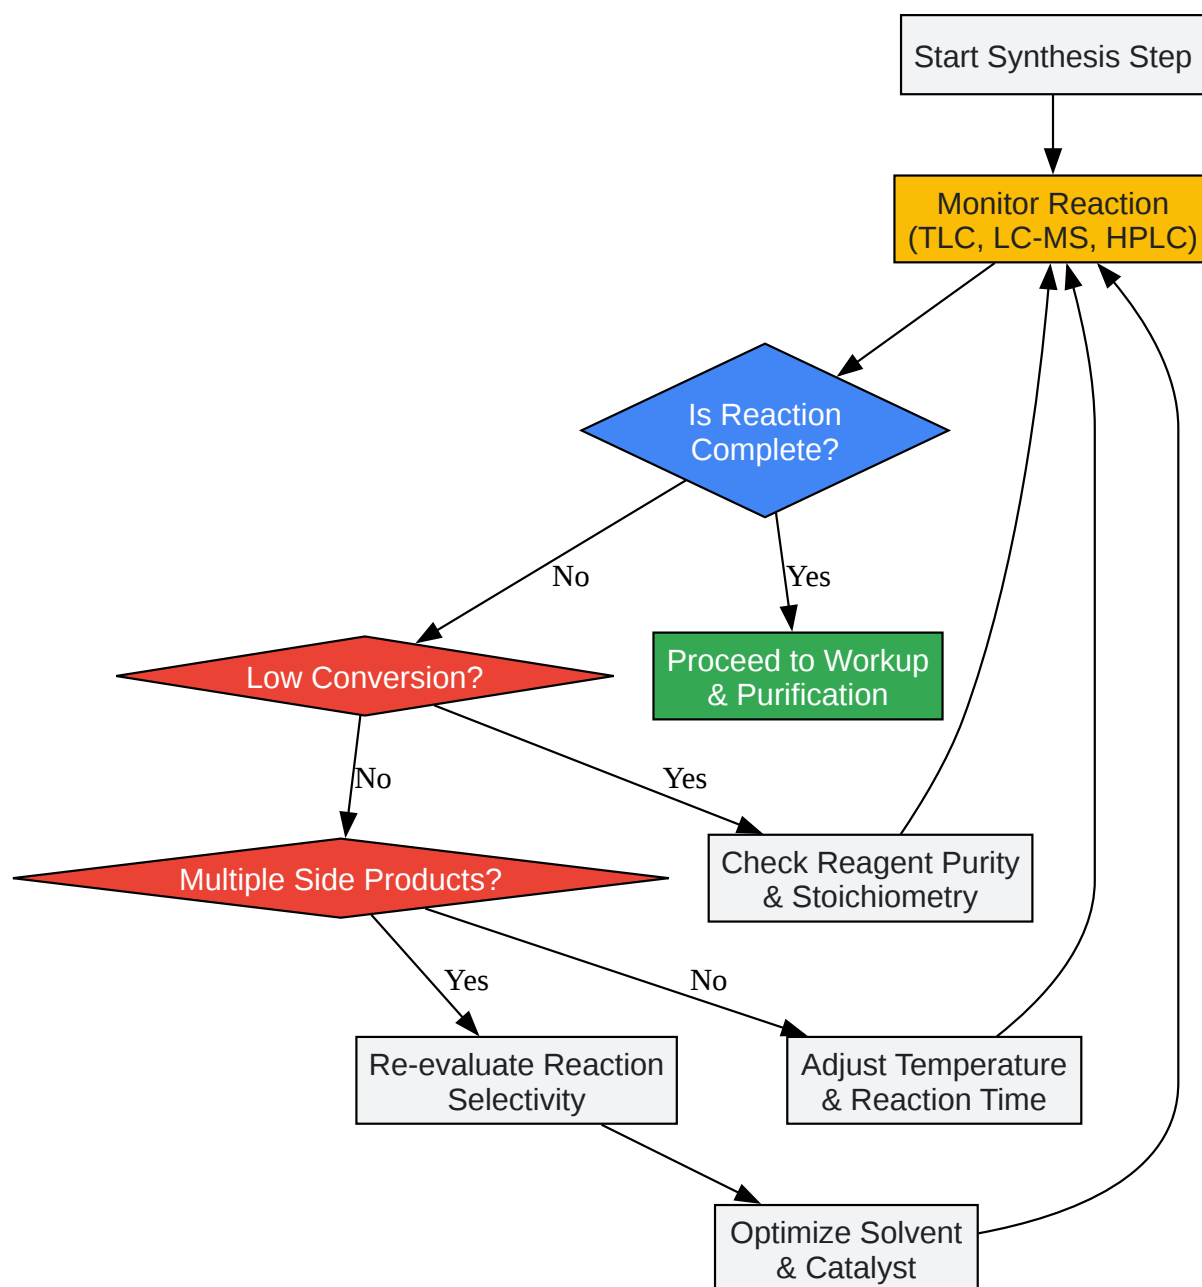 Start Synthesis Step
Monitor Reaction
(TLC, LC-MS, HPLC)
Is Reaction
Complete?
No
Yes
Low Conversion?
Proceed to Workup
& Purification
No
Yes
Multiple Side Products?
Check Reagent Purity
& Stoichiometry
Yes
No
Re-evaluate Reaction
Selectivity
Adjust Temperature
& Reaction Time
Optimize Solvent
& Catalyst